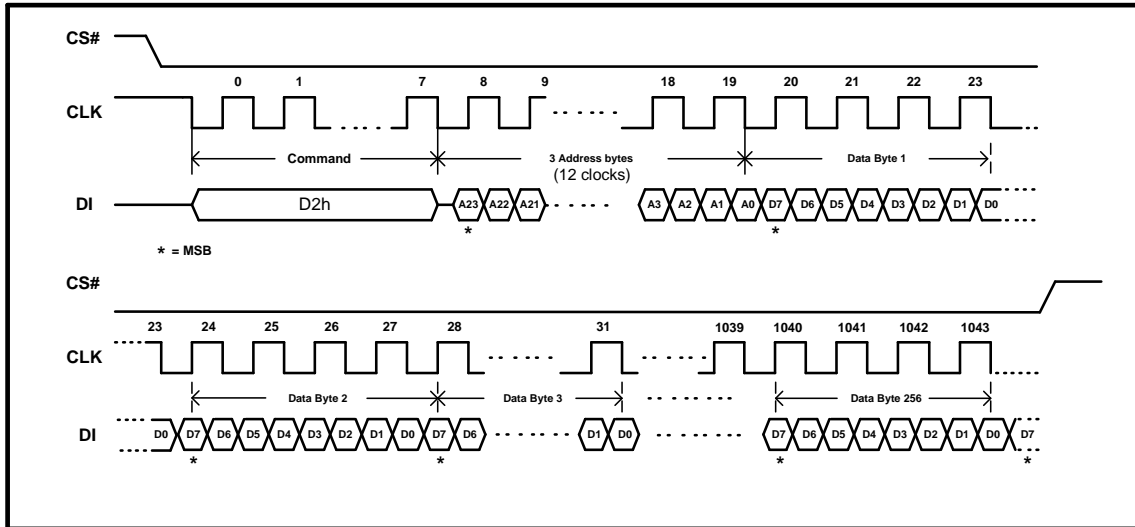 CS#
0 1 7 8 9 18 19 20 21 22 23
CLK
Command 3 Address bytes Data Byte 1
(12 clocks)
DI D2h A23 A22 A21 A3 A2 A1 A0 D7 D6 D5 D4 D3 D2 D1 D0
* *
* = MSB
CS#
23 24 25 26 27 28 31 1039 1040 1041 1042 1043
CLK
Data Byte 2 Data Byte 3 Data Byte 256
DI D0 D7 D6 D5 D4 D3 D2 D1 D0 D7 D6 D1 D0 D7 D6 D5 D4 D3 D2 D1 D0 D7
* * * *